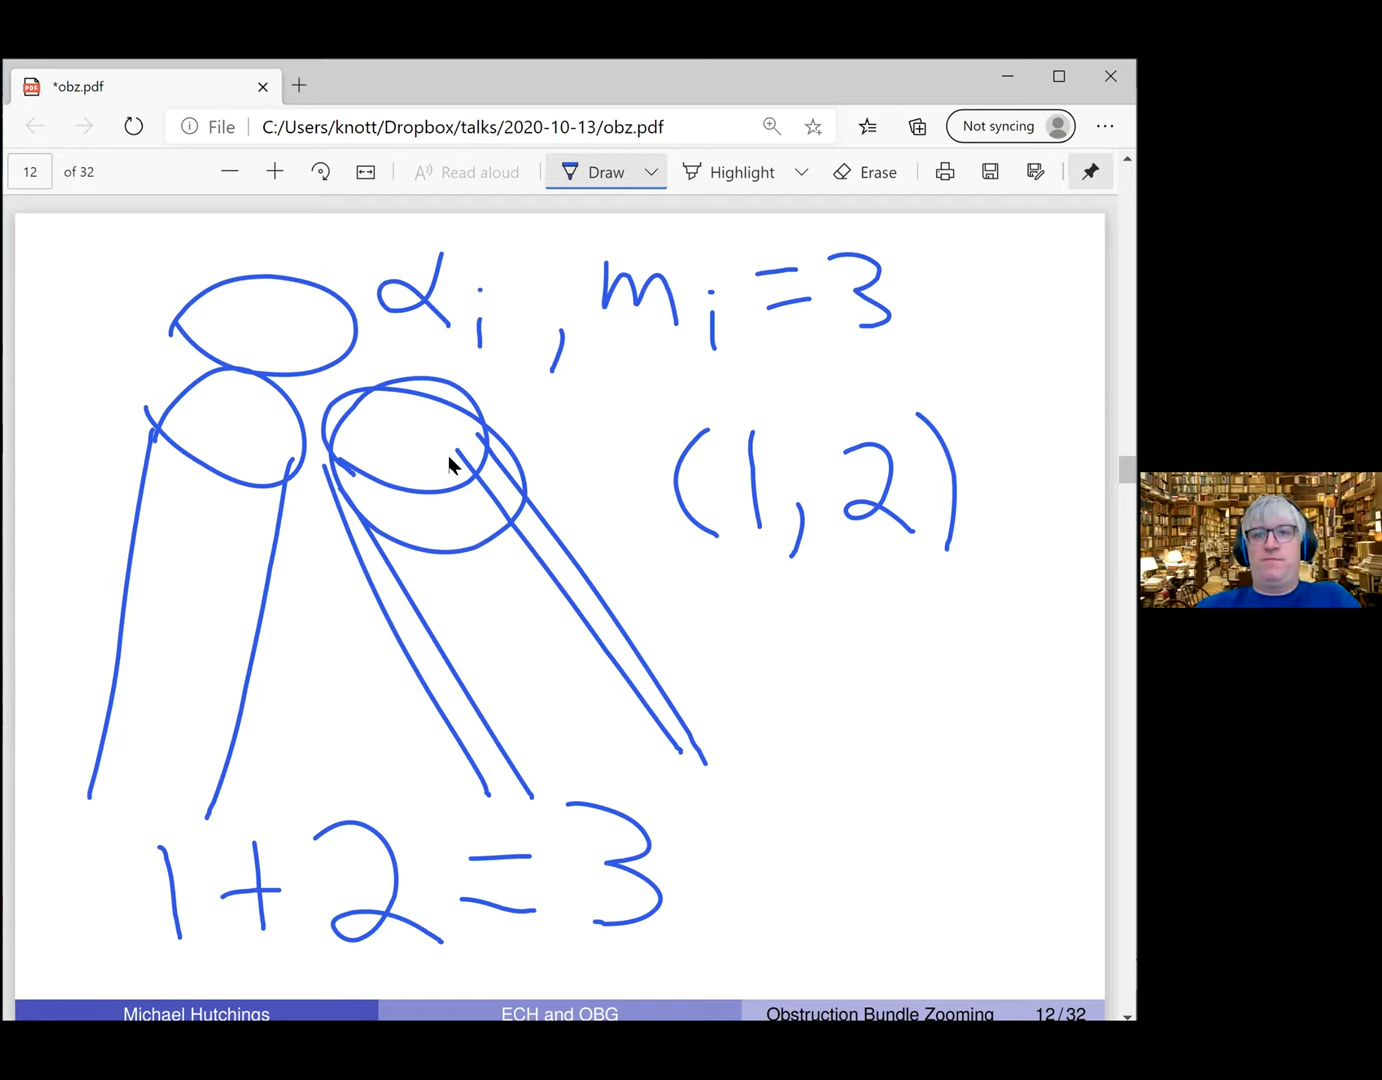 *obz.pdf
File C:/Users/knott/Dropbox/talks/2020-10-13/obz.pdf Not syncing
12 of 32 Read aloud Draw Highlight Erase
αᵢ , mᵢ = 3
(1, 2)
1 + 2 = 3
Michael Hutchings ECH and OBG Obstruction Bundle Zooming 12 / 32